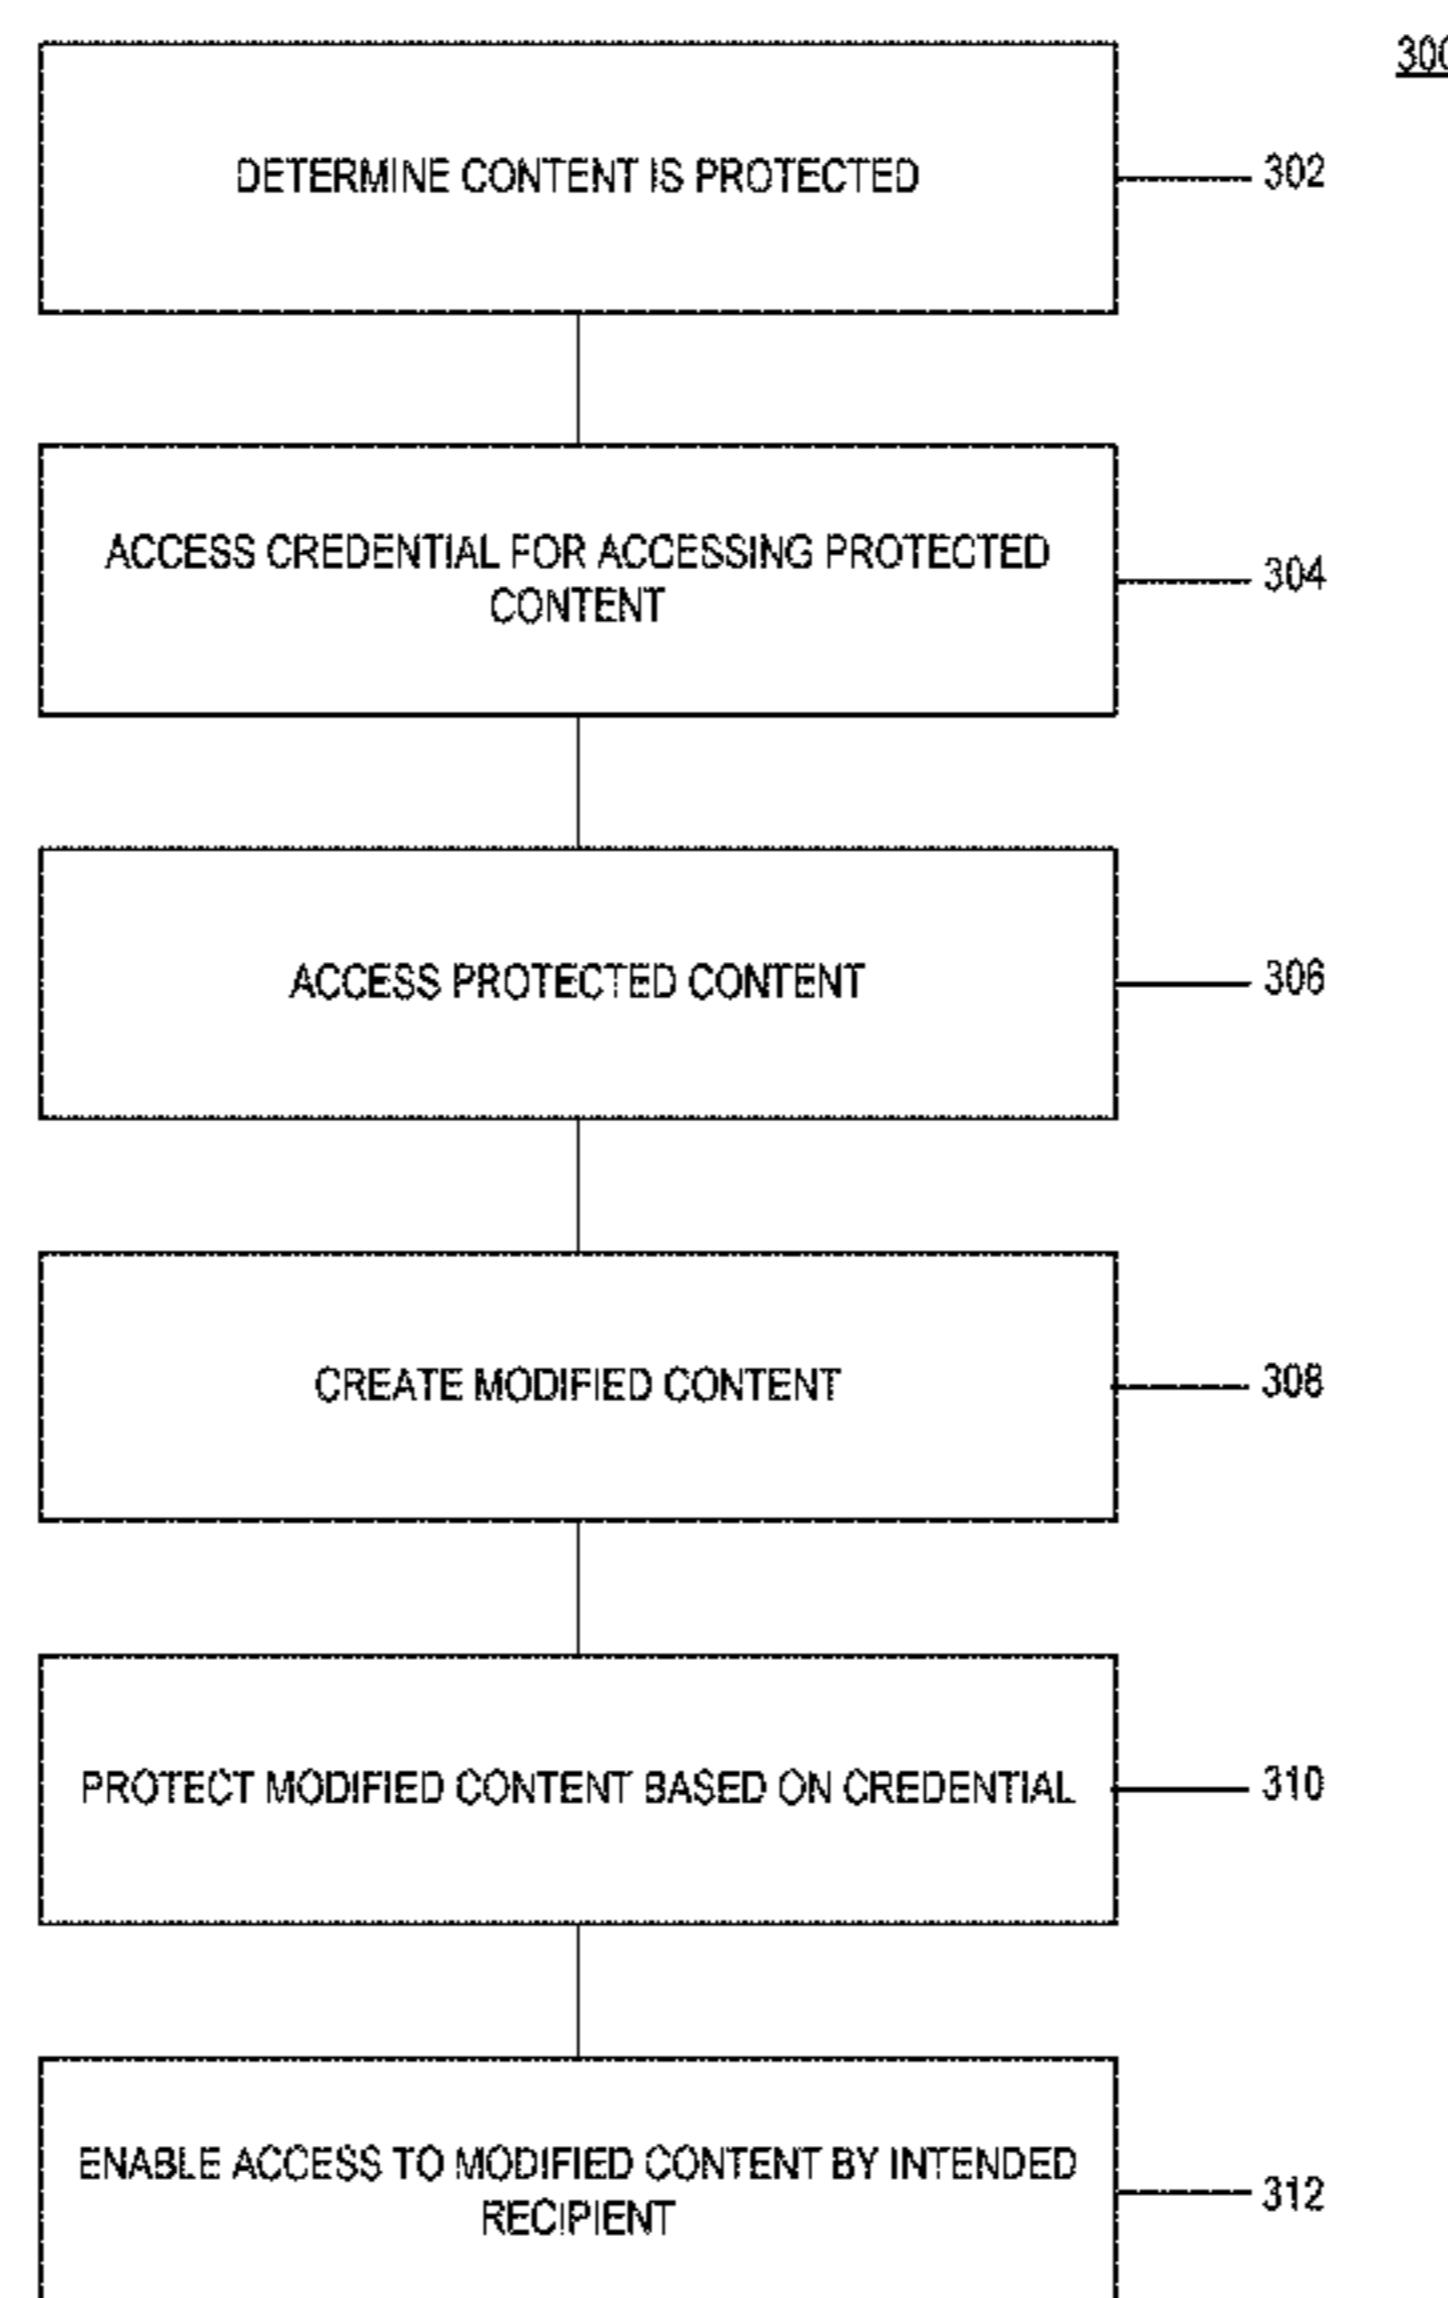 300
DETERMINE CONTENT IS PROTECTED
302
ACCESS CREDENTIAL FOR ACCESSING PROTECTED
CONTENT
304
ACCESS PROTECTED CONTENT
306
CREATE MODIFIED CONTENT
308
PROTECT MODIFIED CONTENT BASED ON CREDENTIAL
310
ENABLE ACCESS TO MODIFIED CONTENT BY INTENDED
RECIPIENT
312